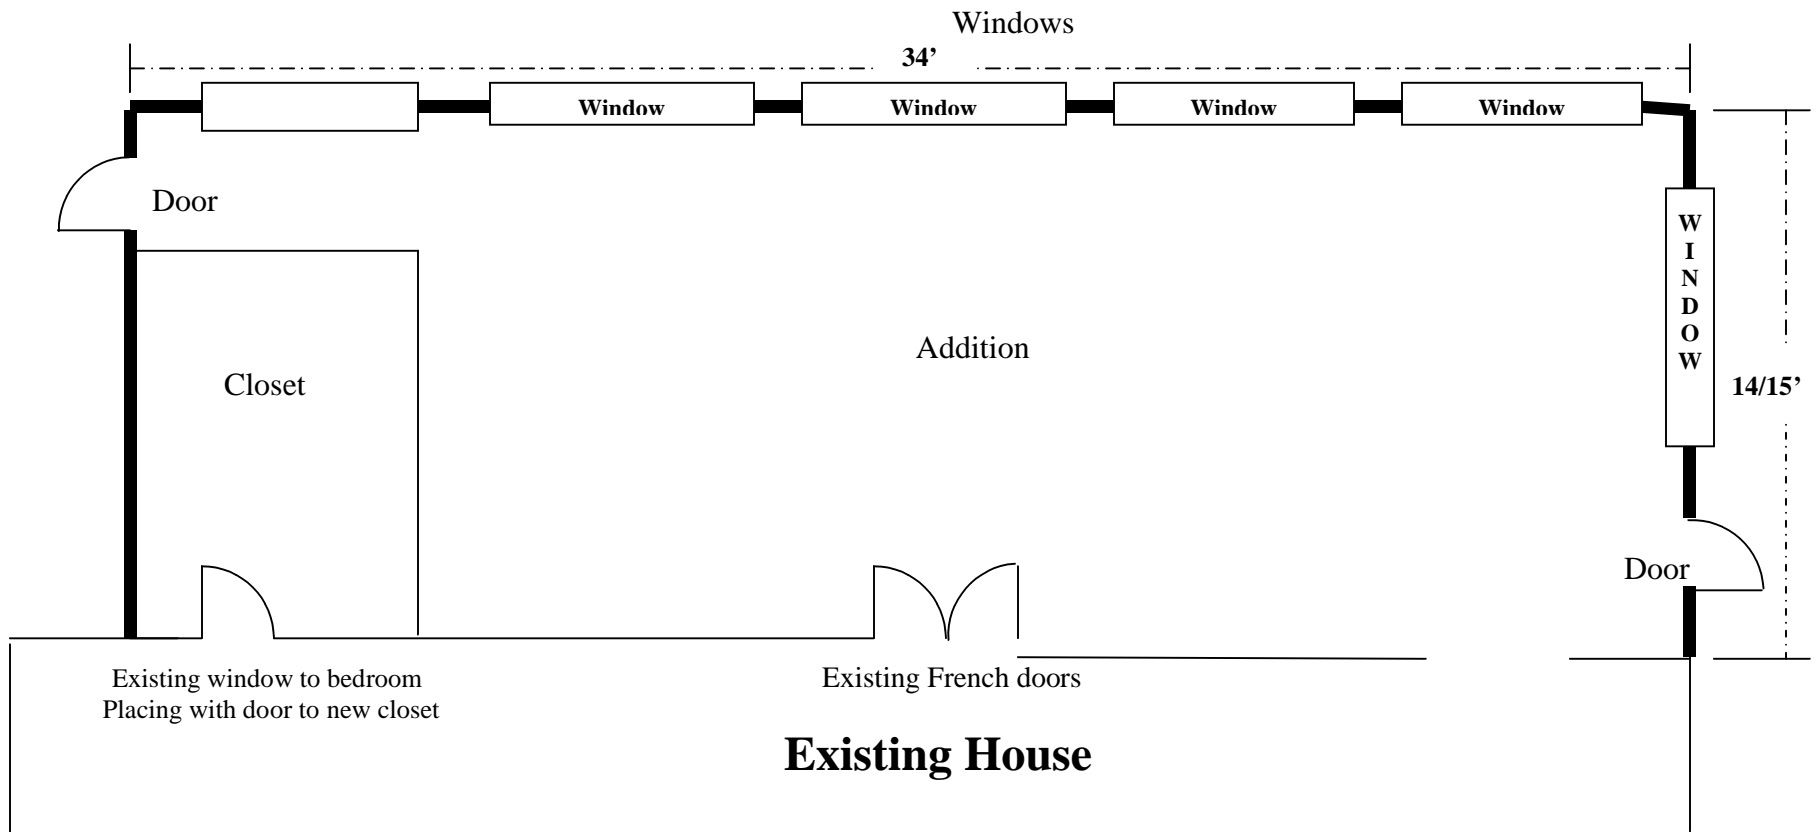 Windows
34’
Window
Window
Window
Window
Door
WINDOW
Addition
Closet
14/15’
Door
Existing window to bedroom
Placing with door to new closet
Existing French doors
Existing House